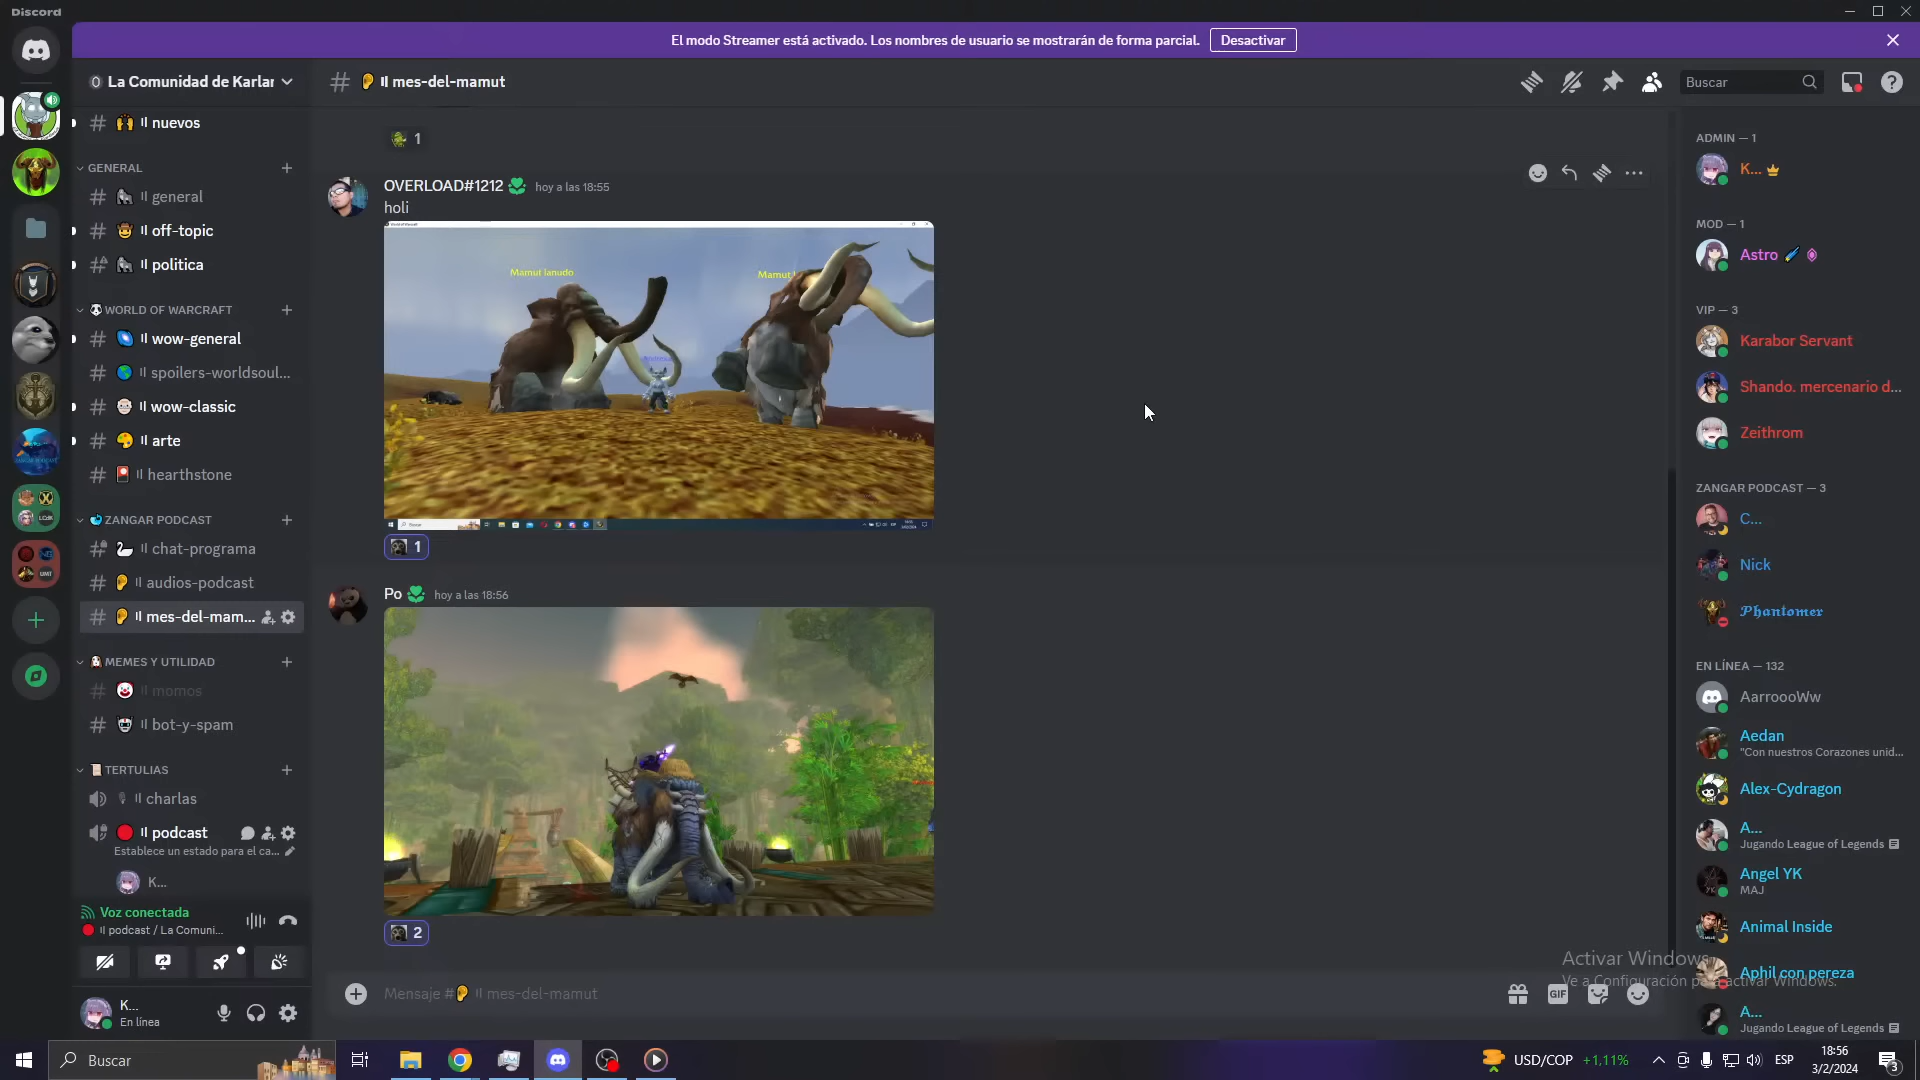 Discord
El modo Streamer está activado. Los nombres de usuario se mostrarán de forma parcial.
Desactivar
La Comunidad de Karlar
nuevos
GENERAL
general
off-topic
politica
WORLD OF WARCRAFT
wow-general
spoilers-worldsoul...
wow-classic
arte
hearthstone
ZANGAR PODCAST
chat-programa
audios-podcast
mes-del-mam...
MEMES Y UTILIDAD
momos
bot-y-spam
TERTULIAS
charlas
podcast
Establece un estado para el ca...
K...
Voz conectada
podcast / La Comuni...
K...
En línea
# mes-del-mamut
Buscar
1
OVERLOAD#1212 hoy a las 18:55
holi
Mamut lanudo
Mamut l
1
Po hoy a las 18:56
2
Mensaje # mes-del-mamut
GIF
ADMIN — 1
K...
MOD — 1
Astro
VIP — 3
Karabor Servant
Shando. mercenario d...
Zeithrom
ZANGAR PODCAST — 3
C...
Nick
Phantomer
EN LÍNEA — 132
AarroooWw
Aedan
"Con nuestros Corazones unid...
Alex-Cydragon
A...
Jugando League of Legends
Angel YK
MAJ
Animal Inside
Aphil con pereza
A...
Jugando League of Legends
Activar Windows
Ve a Configuración para activar Windows.
Buscar
USD/COP +1,11%
ESP
18:56
3/2/2024
3